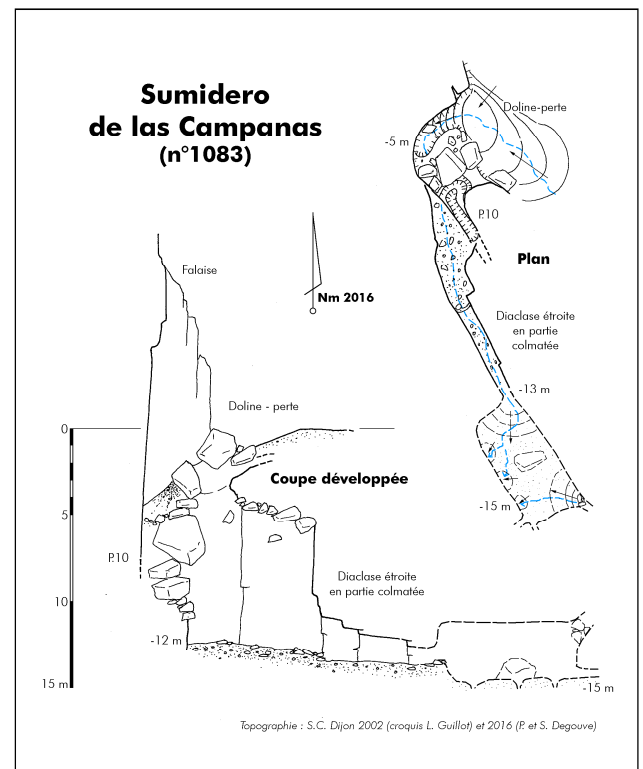 Sumidero
de las Campanas
(n°1083)
Doline-perte
-5 m
P.10
Plan
Falaise
Nm 2016
Diaclase étroite
en partie
colmatée
-13 m
Doline - perte
0
Coupe développée
-15 m
5
P.10
Diaclase étroite
en partie colmatée
10
-12 m
15 m
-15 m
Topographie : S.C. Dijon 2002 (croquis L. Guillot) et 2016 (P. et S. Degouve)